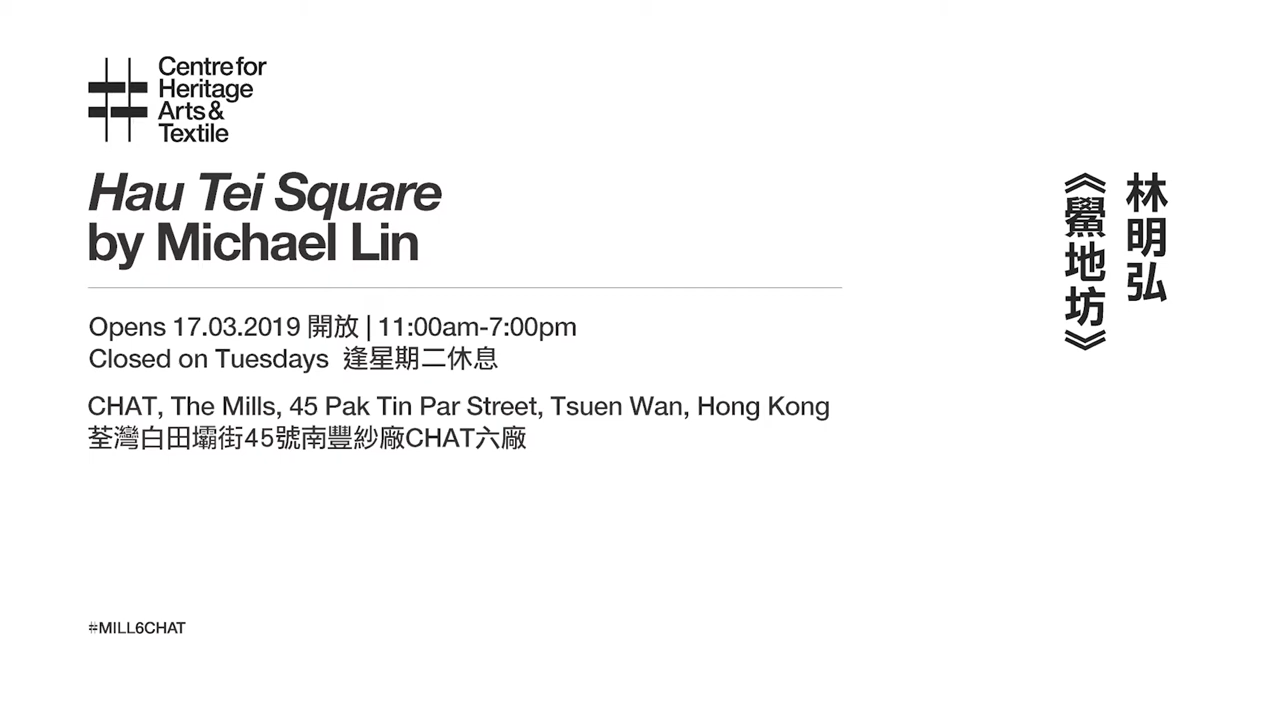 Centre for
Heritage
Arts &
Textile
Hau Tei Square
by Michael Lin
林明弘
《鱟地坊》
Opens 17.03.2019 開放 | 11:00am-7:00pm
Closed on Tuesdays 逢星期二休息
CHAT, The Mills, 45 Pak Tin Par Street, Tsuen Wan, Hong Kong
荃灣白田壩街45號南豐紗廠CHAT六廠
#MILL6CHAT